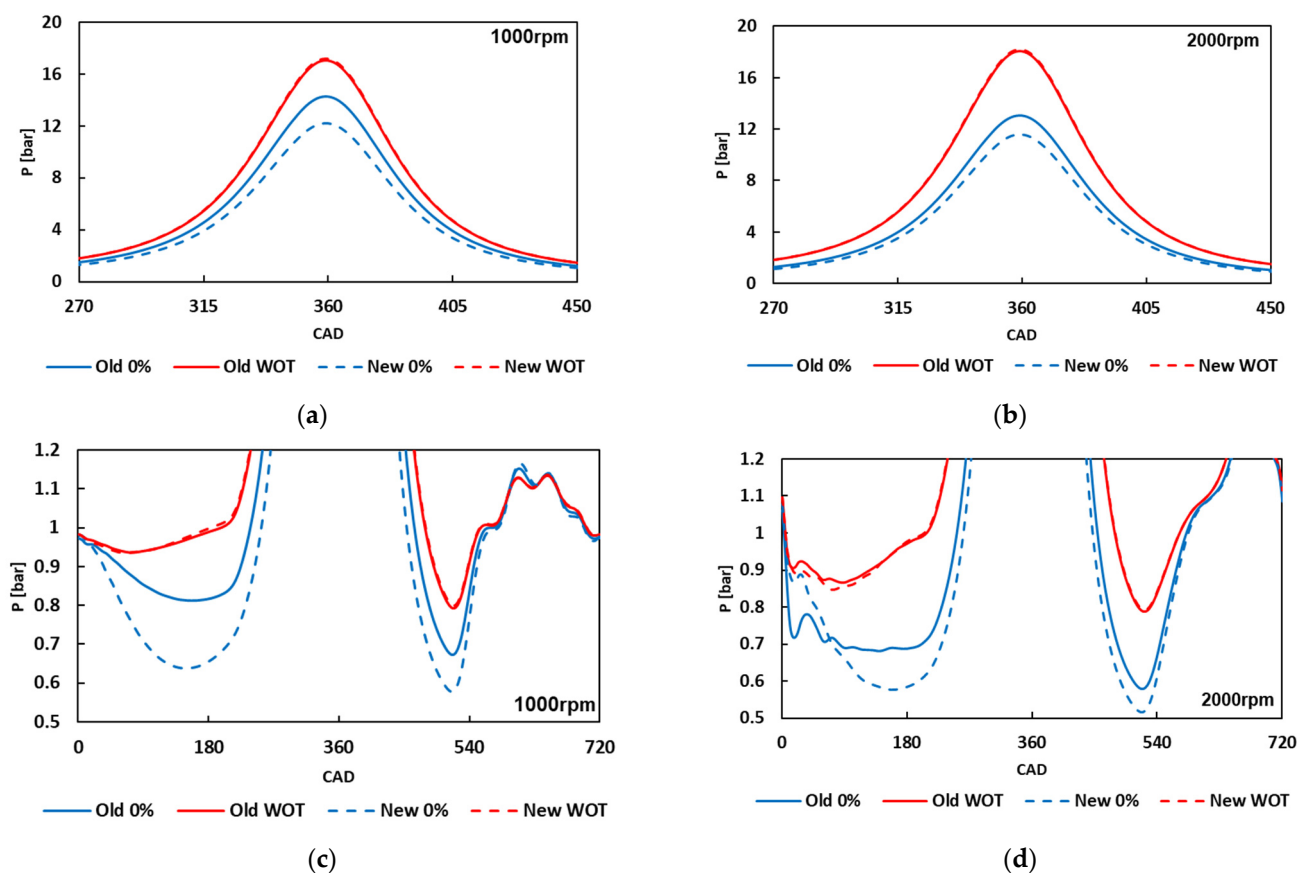 1000rpm
20
16
12
8
4
0
P [bar]
270 315 360 405 450
CAD
Old 0% Old WOT New 0% New WOT
(a)
2000rpm
20
16
12
8
4
0
P [bar]
270 315 360 405 450
CAD
Old 0% Old WOT New 0% New WOT
(b)
1.2
1.1
1
0.9
0.8
0.7
0.6
0.5
P [bar]
1000rpm
0 180 360 540 720
CAD
Old 0% Old WOT New 0% New WOT
(c)
1.2
1.1
1
0.9
0.8
0.7
0.6
0.5
P [bar]
2000rpm
0 180 360 540 720
CAD
Old 0% Old WOT New 0% New WOT
(d)